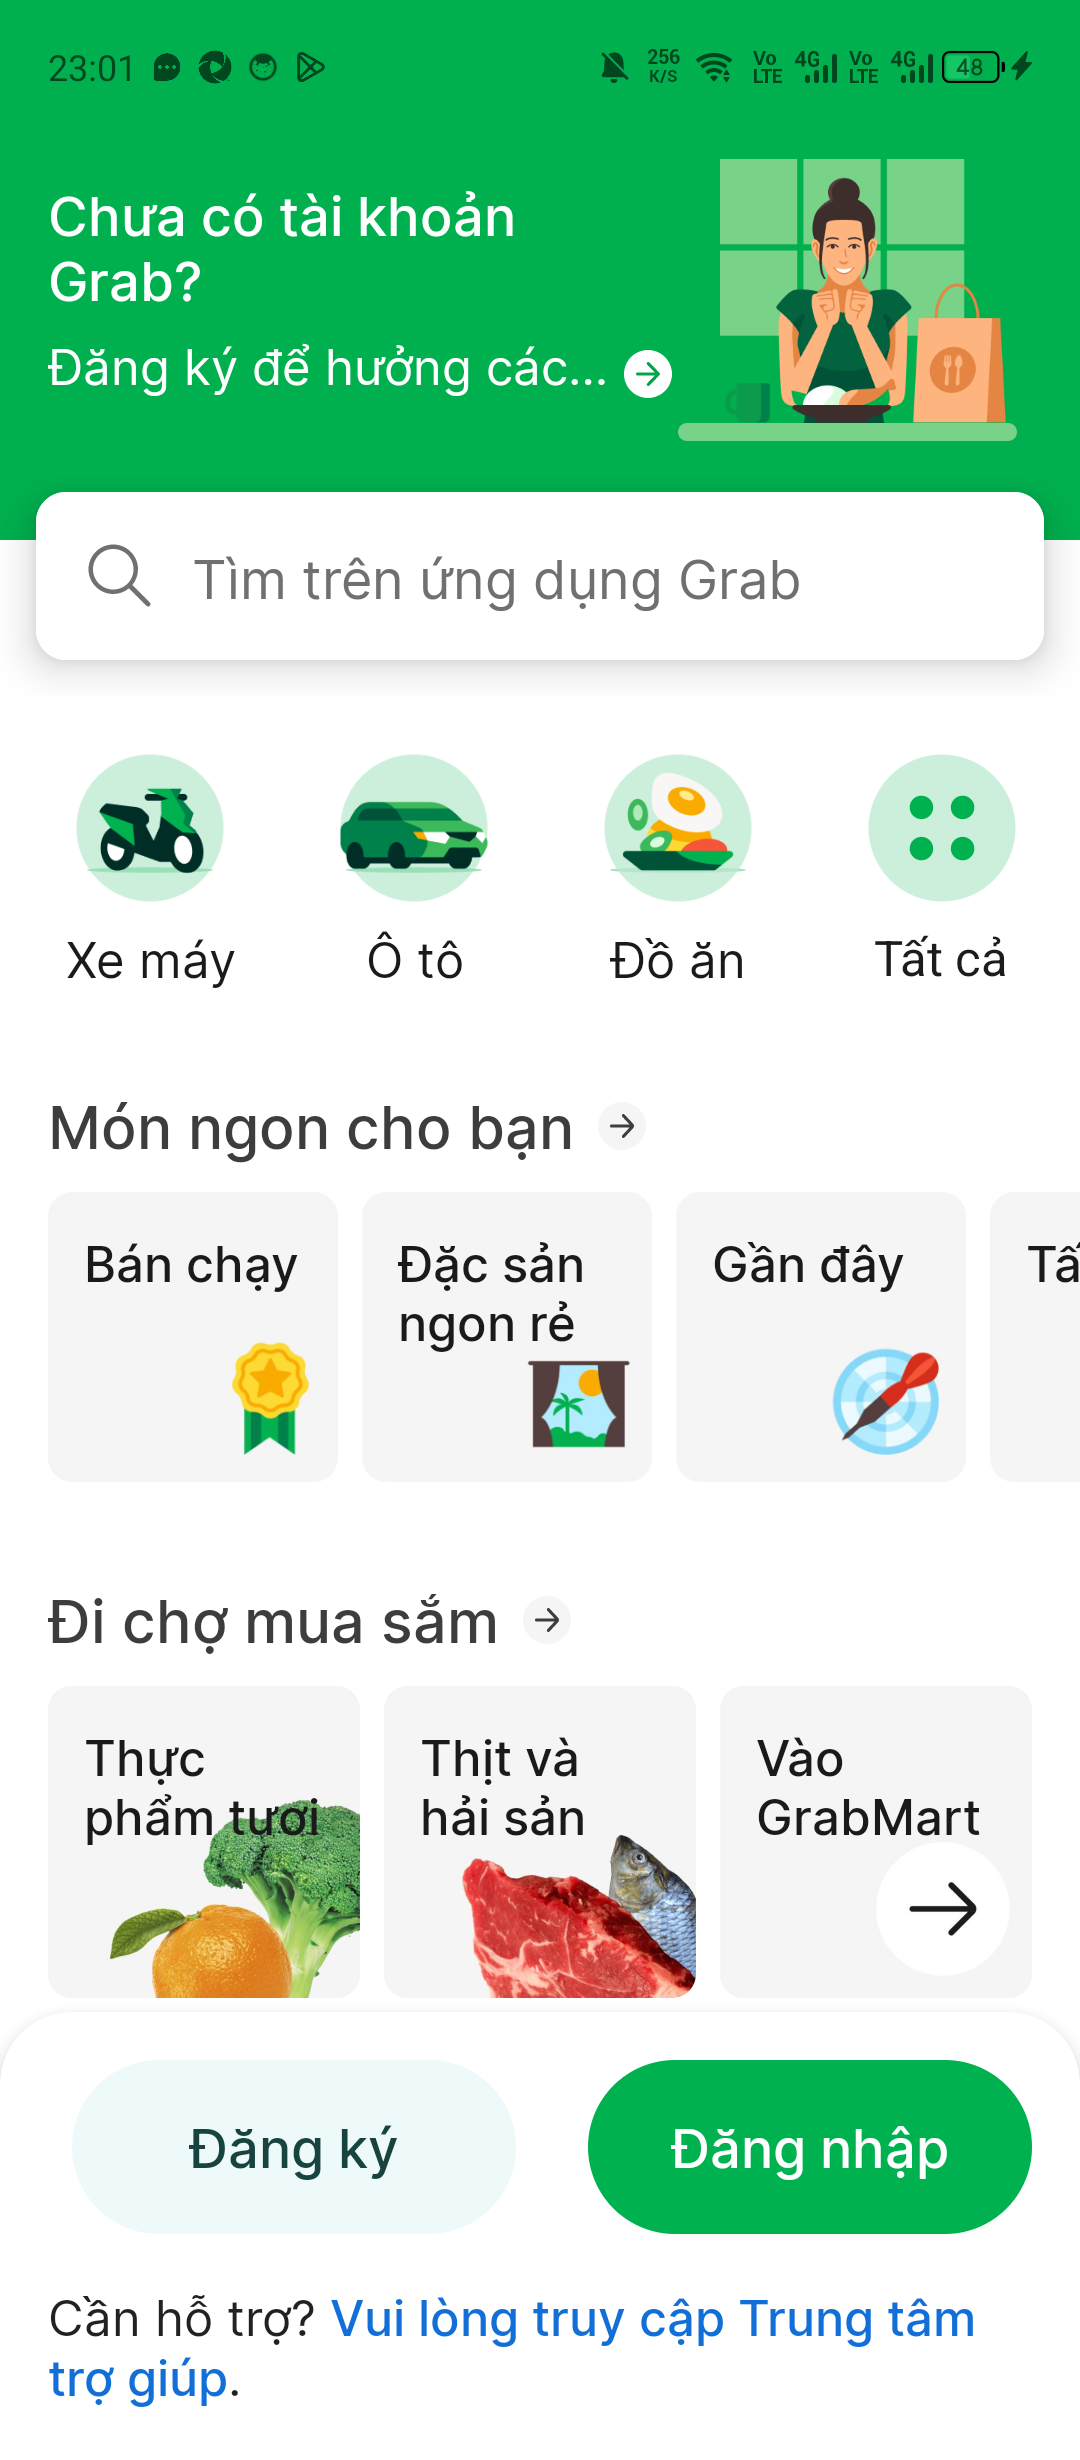 23:01
256
K/S
Vo
LTE
4G
Vo
LTE
4G
48
Chưa có tài khoản
Grab?
Đăng ký để hưởng các...
Tìm trên ứng dụng Grab
Xe máy
Ô tô
Đồ ăn
Tất cả
Món ngon cho bạn
Bán chạy
Đặc sản
ngon rẻ
Gần đây
Đi chợ mua sắm
Thực
phẩm tươi
Thịt và
hải sản
Vào
GrabMart
Đăng ký
Đăng nhập
Cần hỗ trợ? Vui lòng truy cập Trung tâm
trợ giúp.